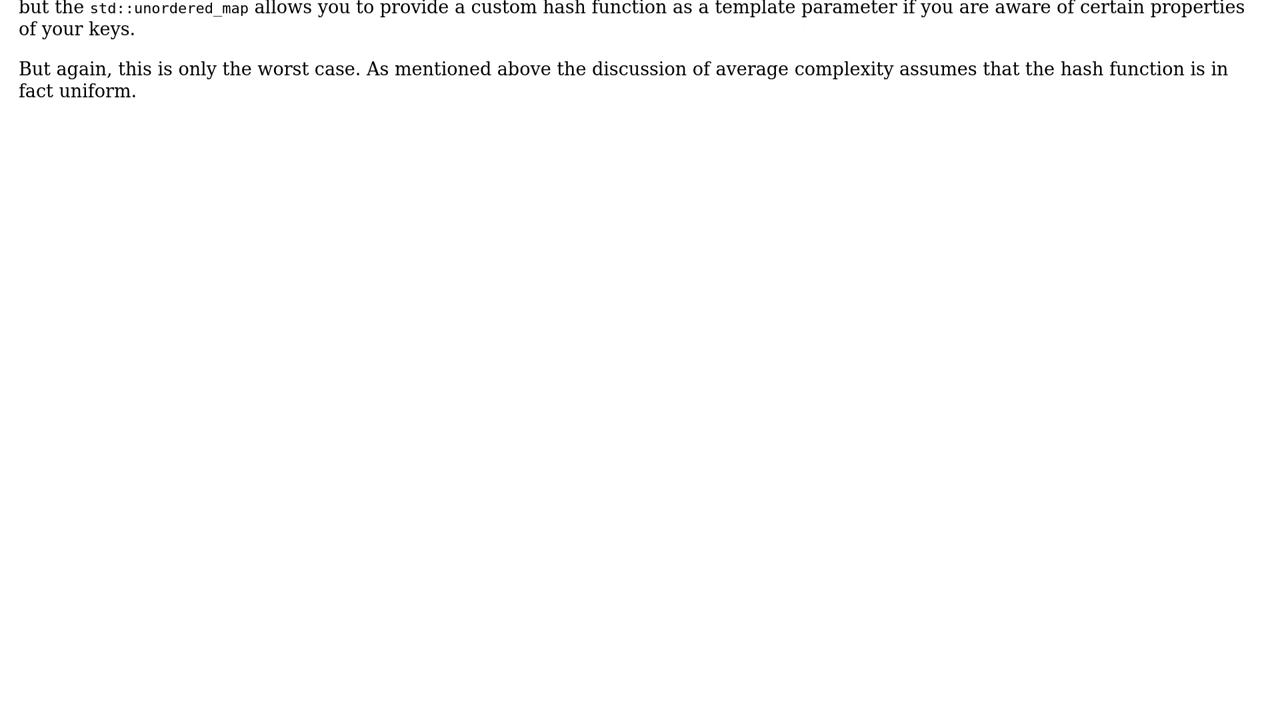 but the std::unordered_map allows you to provide a custom hash function as a template parameter if you are aware of certain properties
of your keys.
But again, this is only the worst case. As mentioned above the discussion of average complexity assumes that the hash function is in
fact uniform.